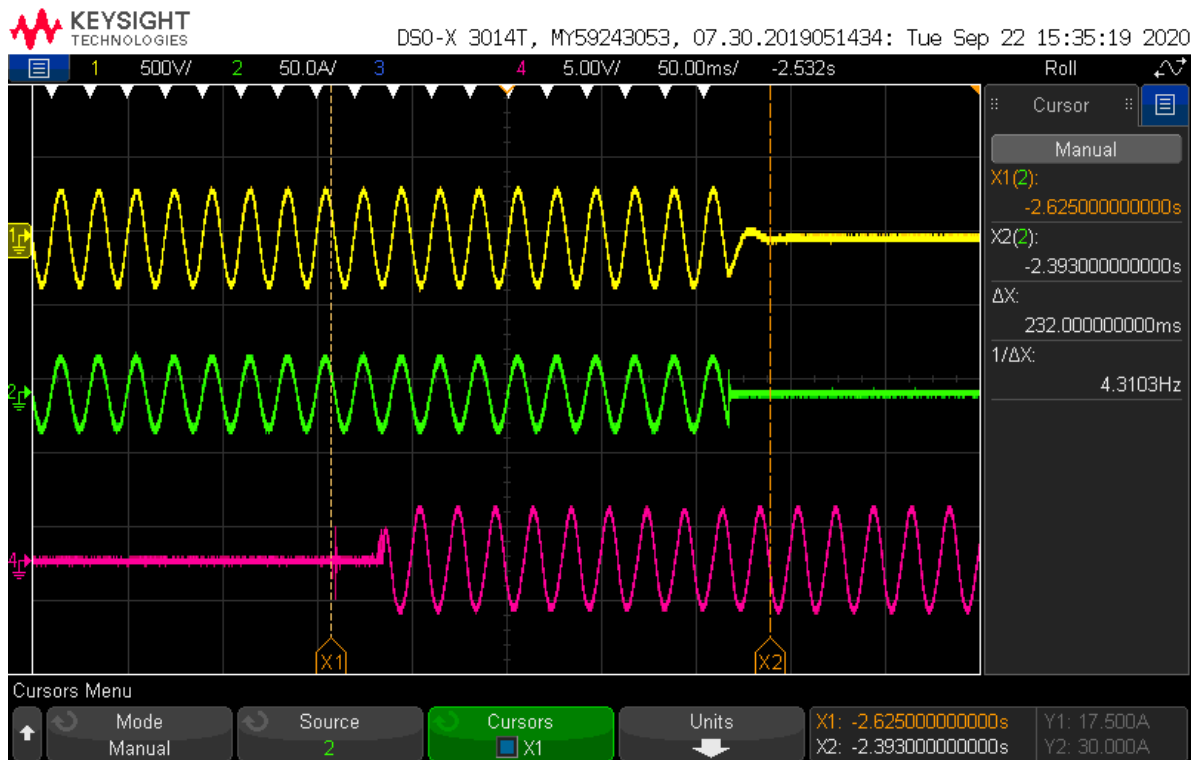 KEYSIGHT
TECHNOLOGIES
DSO-X 3014T, MY59243053, 07.30.2019051434: Tue Sep 22 15:35:19 2020
1 500V/ 2 50.0A/ 3 4 5.00V/ 50.00ms/ -2.532s Roll
Cursor
Manual
X1(2):
-2.625000000000s
X2(2):
-2.393000000000s
ΔX:
232.000000000ms
1/ΔX:
4.3103Hz
1
2
4
X1 X2
Cursors Menu
Mode Source Cursors Units X1: -2.625000000000s Y1: 17.500A
Manual 2 X1 X2: -2.393000000000s Y2: 30.000A